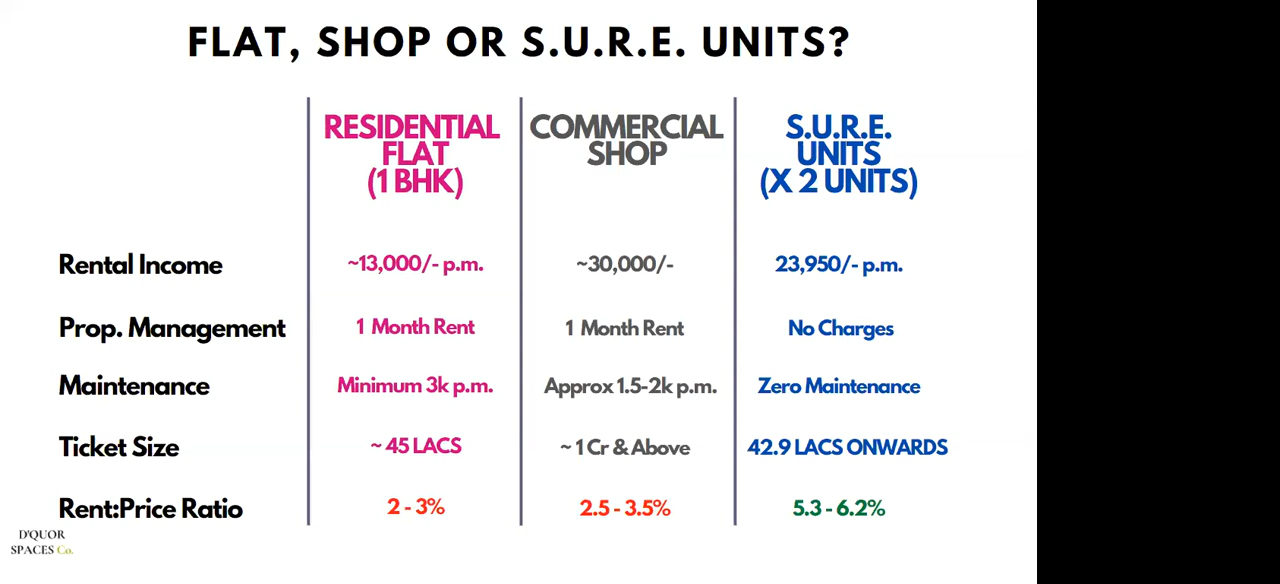 FLAT, SHOP OR S.U.R.E. UNITS?
RESIDENTIAL
FLAT
(1 BHK)
COMMERCIAL
SHOP
S.U.R.E.
UNITS
(X 2 UNITS)
Rental Income ~13,000/- p.m. ~30,000/- 23,950/- p.m.
Prop. Management 1 Month Rent 1 Month Rent No Charges
Maintenance Minimum 3k p.m. Approx 1.5-2k p.m. Zero Maintenance
Ticket Size ~ 45 LACS ~ 1 Cr & Above 42.9 LACS ONWARDS
Rent:Price Ratio 2 - 3% 2.5 - 3.5% 5.3 - 6.2%
D'QUOR
SPACES Co.